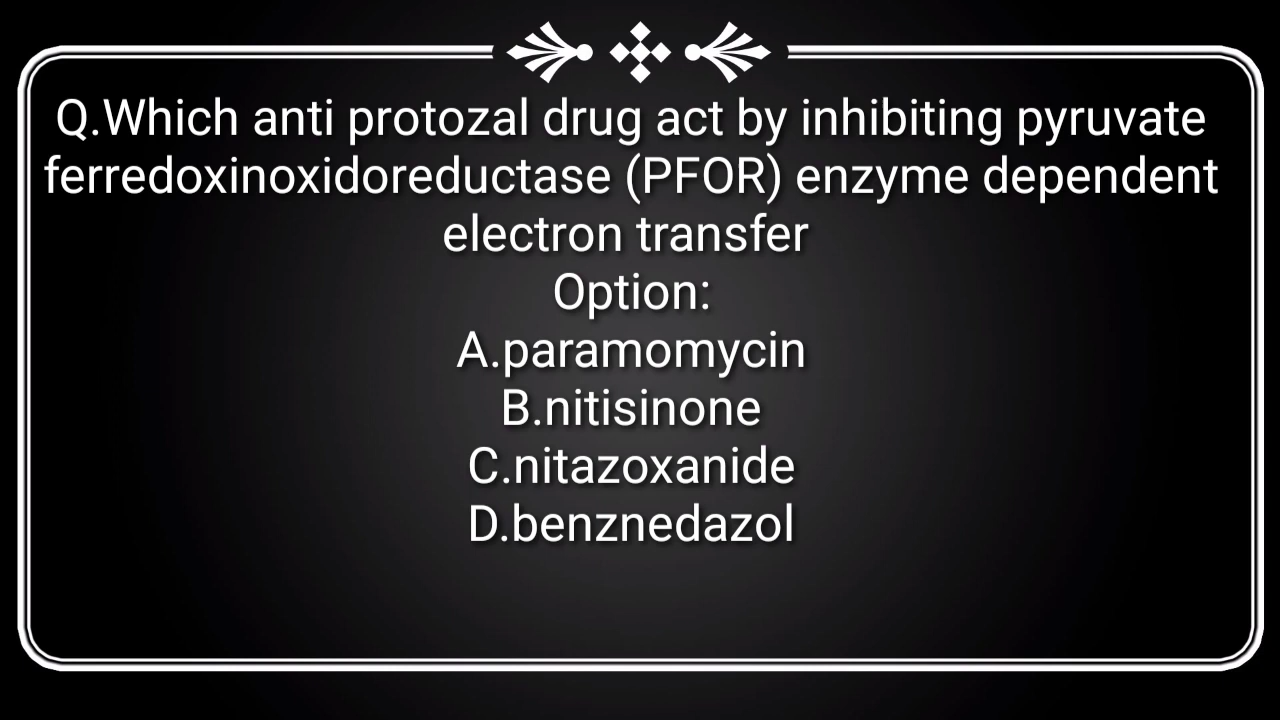 Q.Which anti protozal drug act by inhibiting pyruvate
ferredoxinoxidoreductase (PFOR) enzyme dependent
electron transfer
Option:
A.paramomycin
B.nitisinone
C.nitazoxanide
D.benznedazol